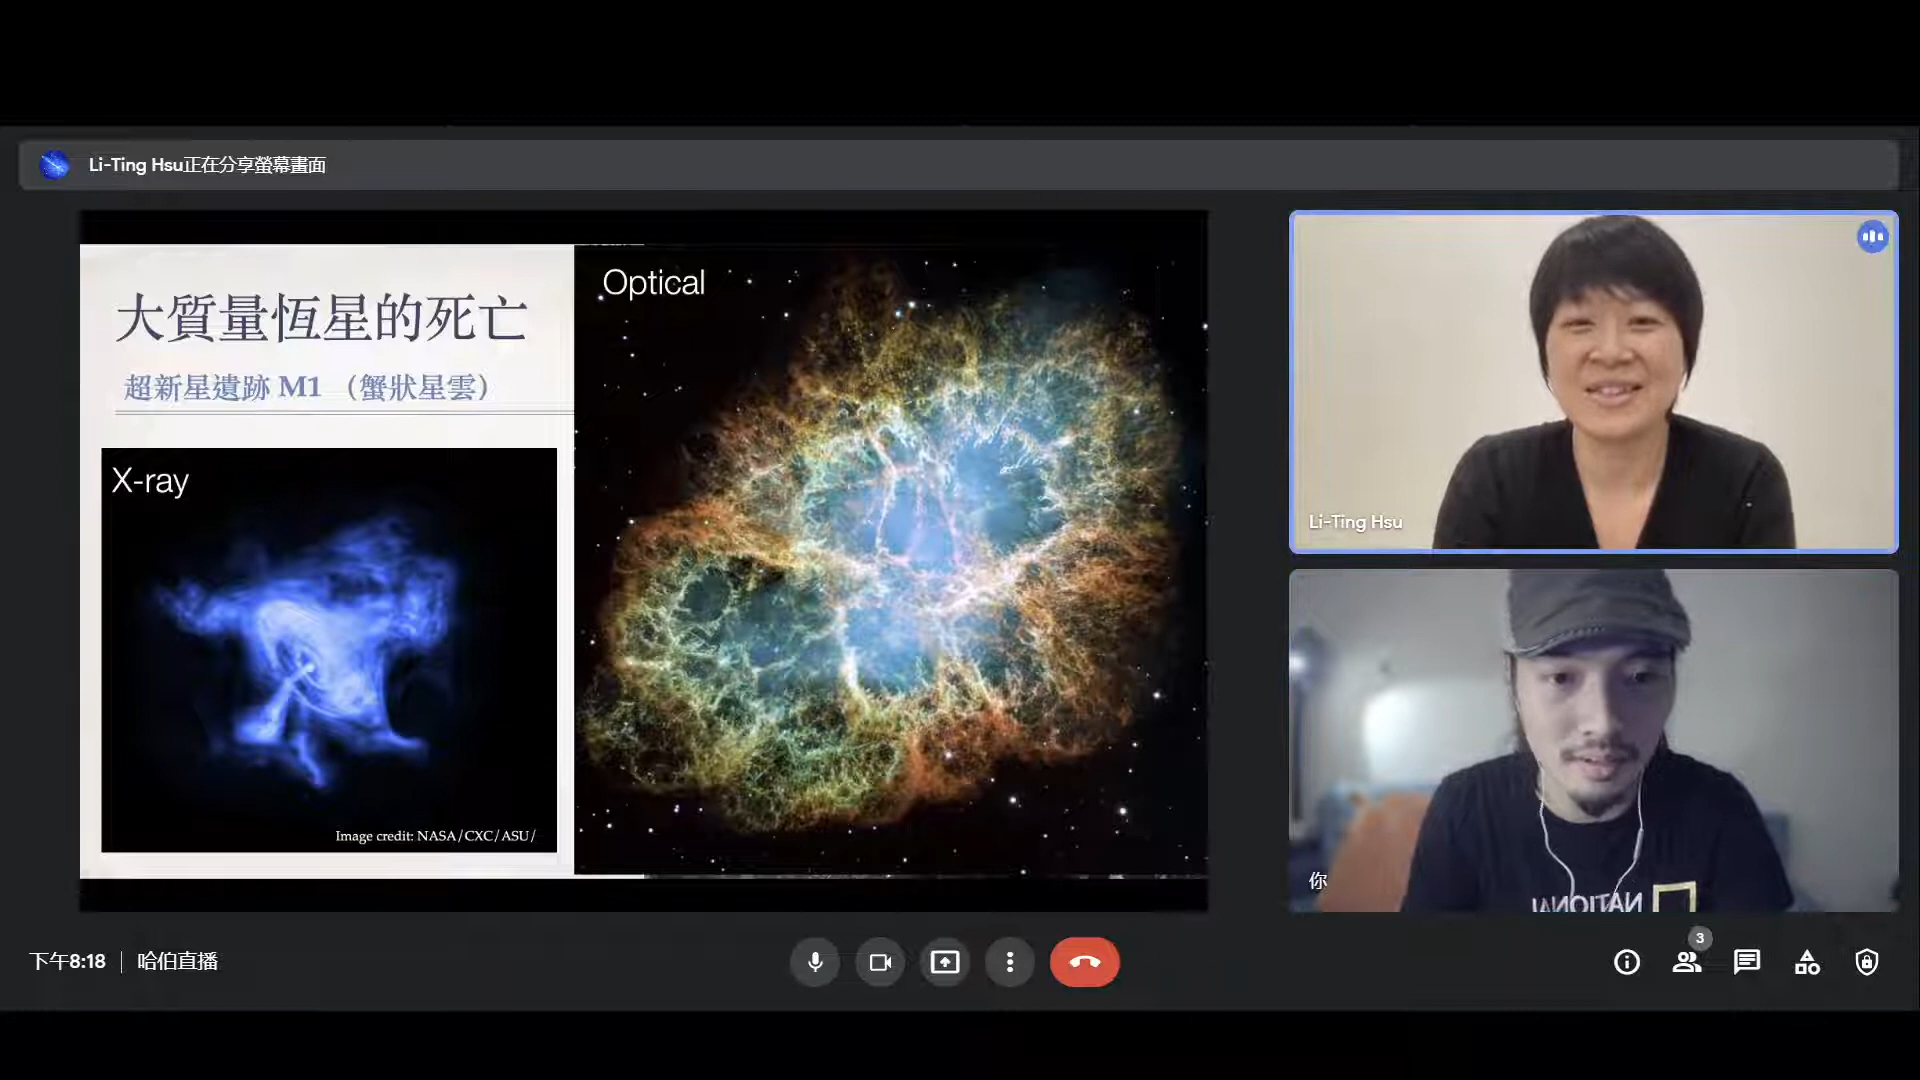 Li-Ting Hsu正在分享螢幕畫面
大質量恆星的死亡
超新星遺跡 M1 （蟹狀星雲）
X-ray
Image credit: NASA/CXC/ASU/
Optical
Li-Ting Hsu
你
NATIONAL
下午8:18
哈伯直播
3